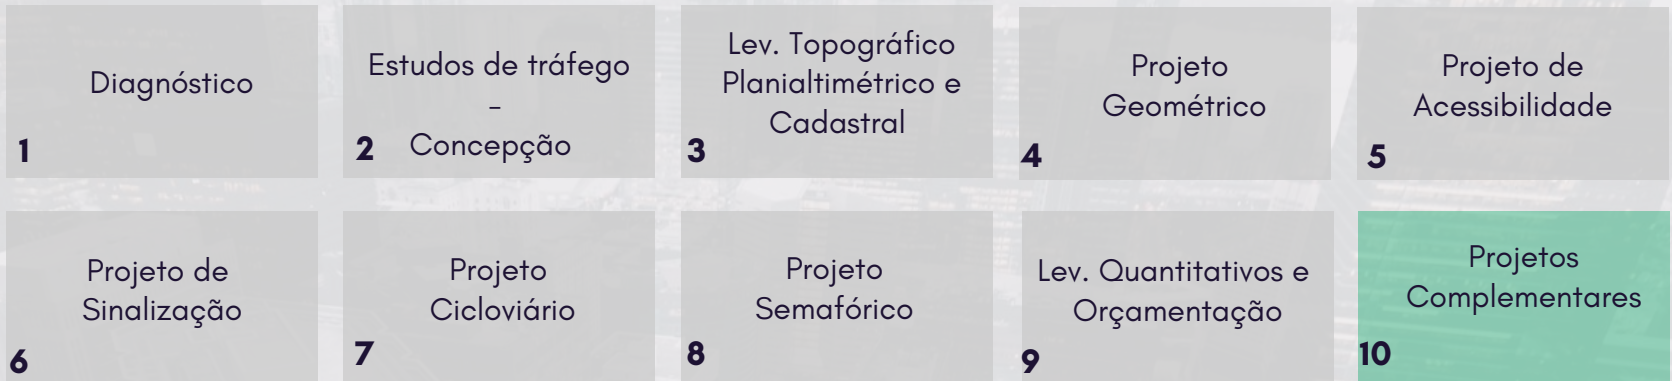 Diagnóstico
1
Estudos de tráfego
-
Concepção
2
Lev. Topográfico
Planialtimétrico e
Cadastral
3
Projeto
Geométrico
4
Projeto de
Acessibilidade
5
Projeto de
Sinalização
6
Projeto
Cicloviário
7
Projeto
Semafórico
8
Lev. Quantitativos e
Orçamentação
9
Projetos
Complementares
10